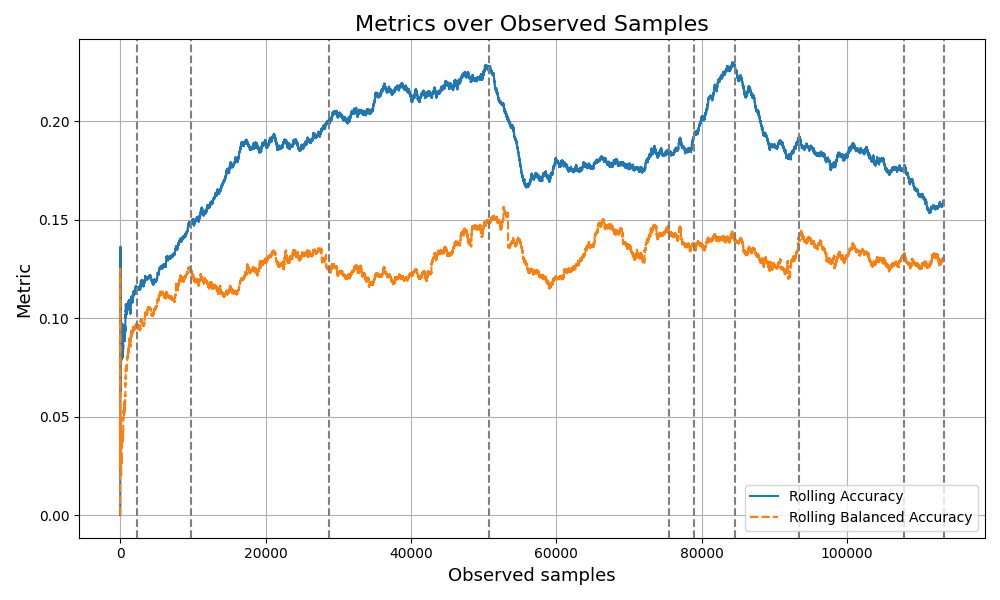 Metrics over Observed Samples
Metric
0.20
0.15
0.10
0.05
0.00
0 20000 40000 60000 80000 100000
Observed samples
Rolling Accuracy
Rolling Balanced Accuracy